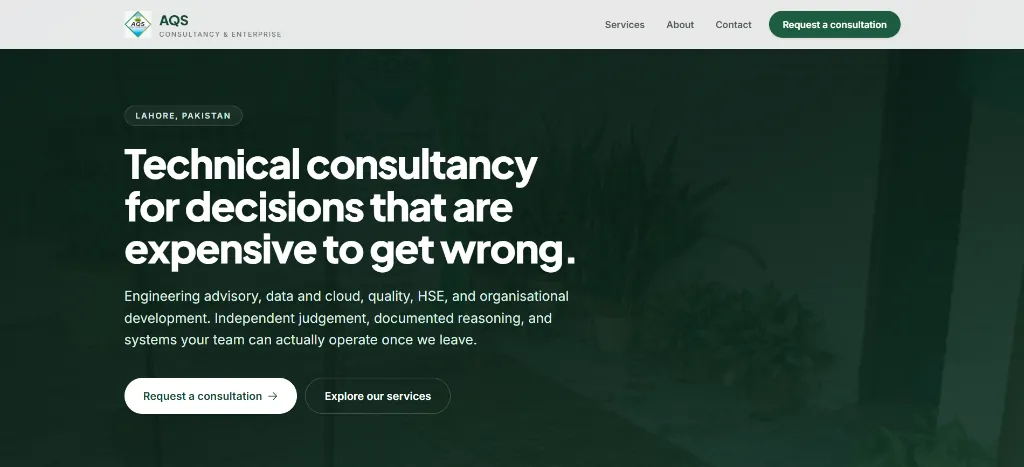 AQS
AQS
CONSULTANCY & ENTERPRISE
Services
About
Contact
Request a consultation
LAHORE, PAKISTAN
Technical consultancy
for decisions that are
expensive to get wrong.
Engineering advisory, data and cloud, quality, HSE, and organisational
development. Independent judgement, documented reasoning, and
systems your team can actually operate once we leave.
Request a consultation →
Explore our services